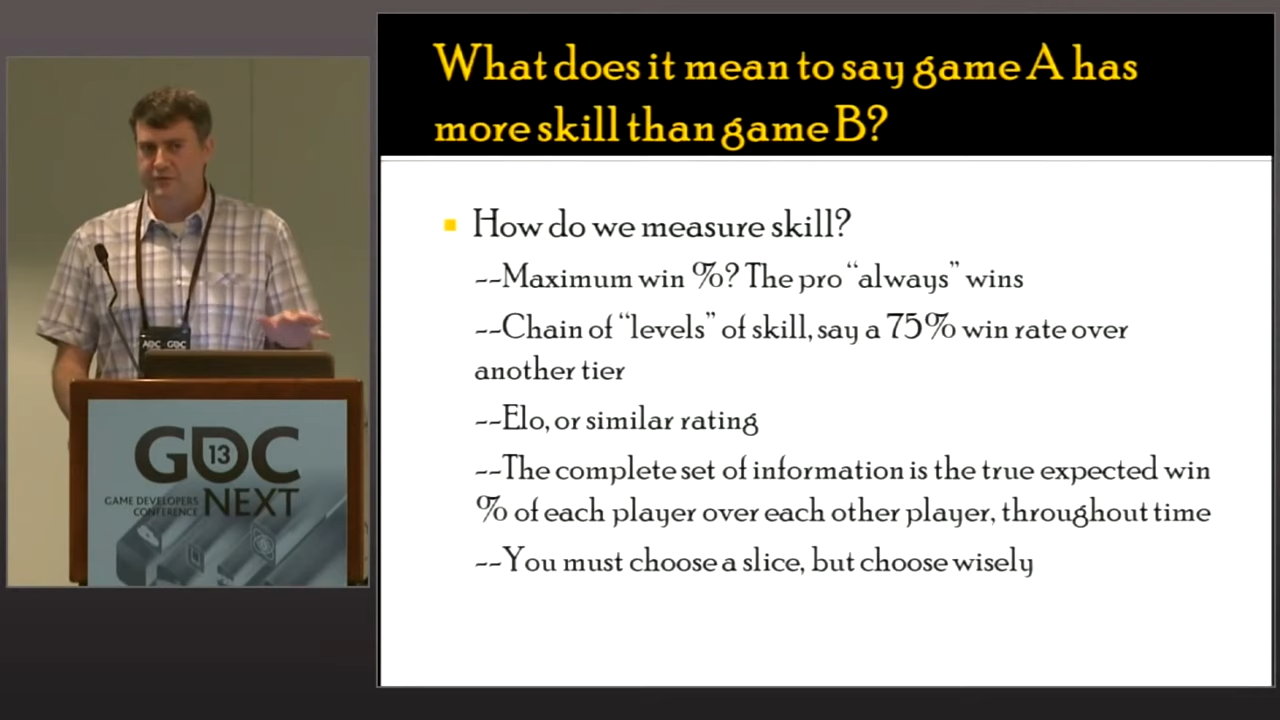 What does it mean to say game A has
more skill than game B?
How do we measure skill?
--Maximum win %? The pro “always” wins
--Chain of “levels” of skill, say a 75% win rate over
another tier
--Elo, or similar rating
--The complete set of information is the true expected win
% of each player over each other player, throughout time
--You must choose a slice, but choose wisely
ADC GDC
GDC
13
GAME DEVELOPERS
CONFERENCE
NEXT